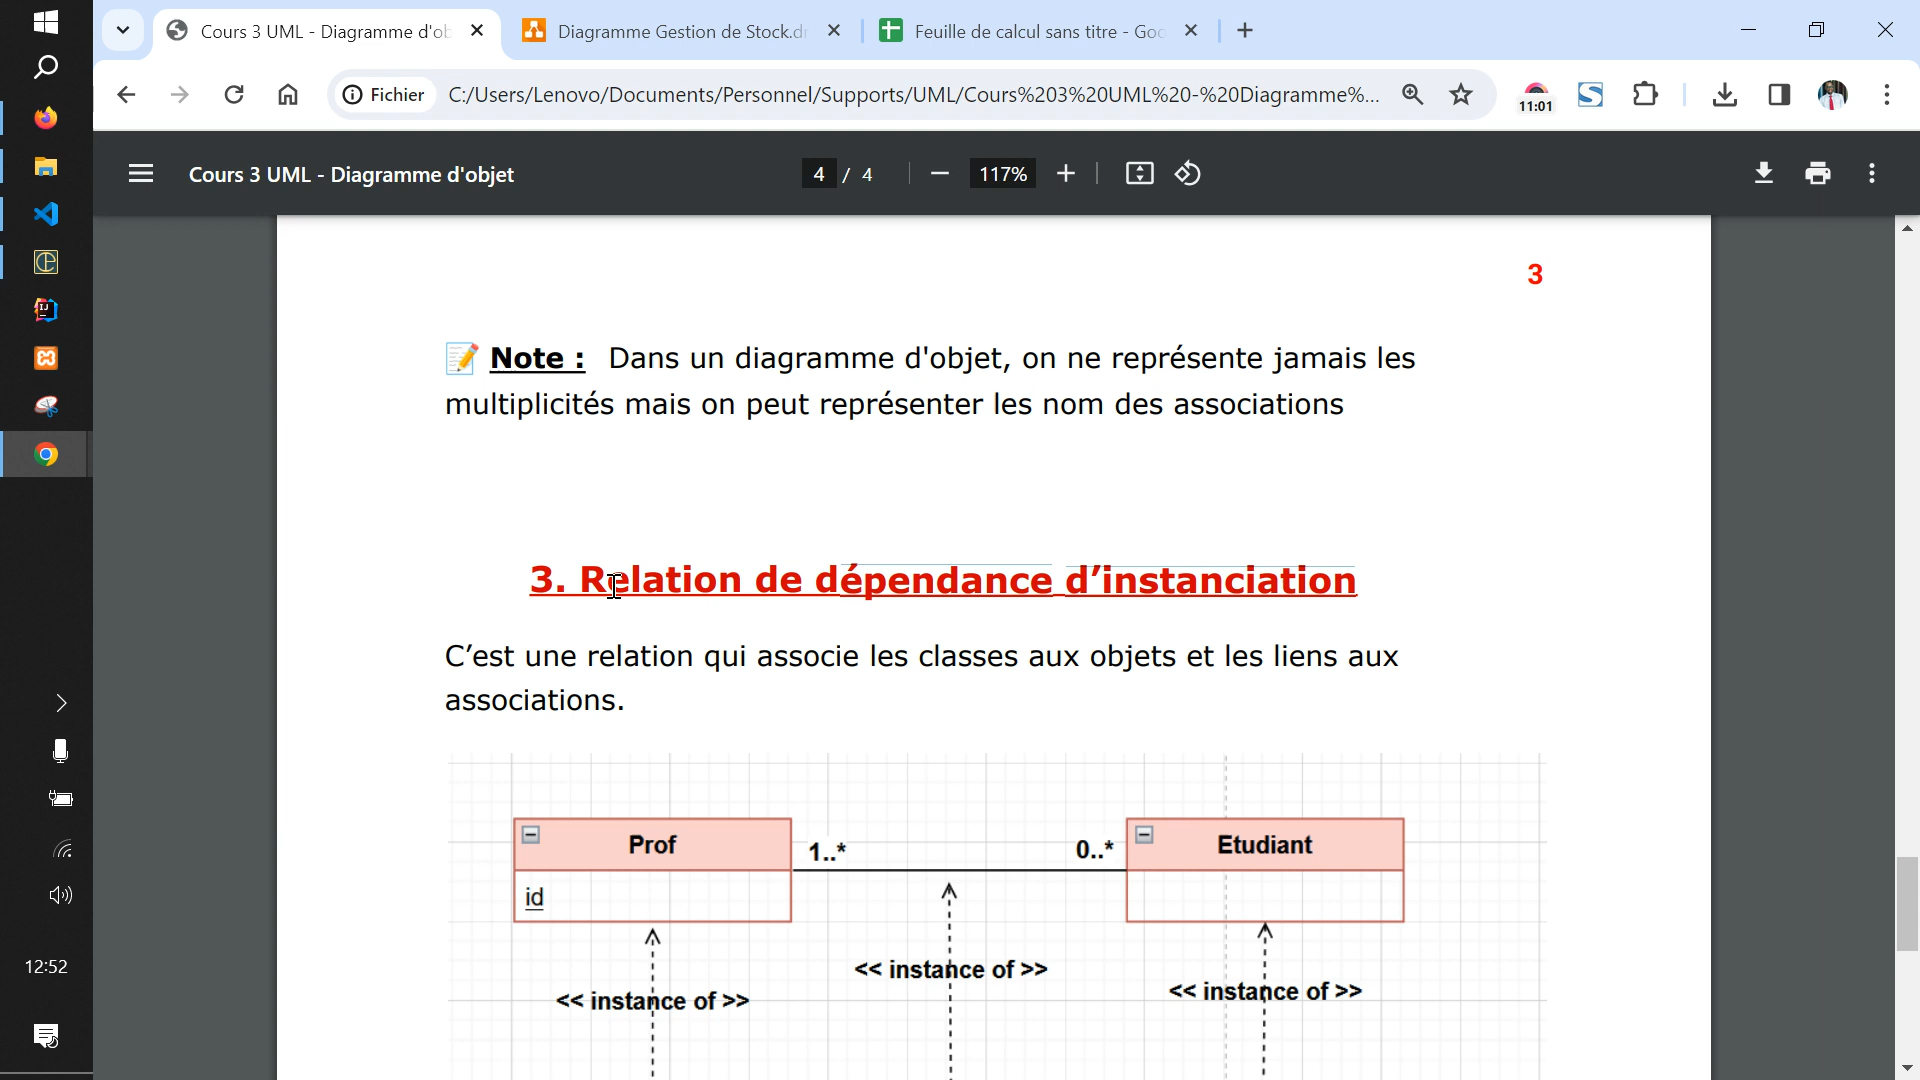 Cours 3 UML - Diagramme d'ob
Diagramme Gestion de Stock.dr
Feuille de calcul sans titre - Goo
Fichier
C:/Users/Lenovo/Documents/Personnel/Supports/UML/Cours%203%20UML%20-%20Diagramme%...
11:01
Cours 3 UML - Diagramme d'objet
4 / 4
117%
3
Note : Dans un diagramme d'objet, on ne représente jamais les
multiplicités mais on peut représenter les nom des associations
3. Relation de dépendance d’instanciation
C’est une relation qui associe les classes aux objets et les liens aux
associations.
Prof
1..*
0..*
Etudiant
id
<< instance of >>
<< instance of >>
<< instance of >>
12:52